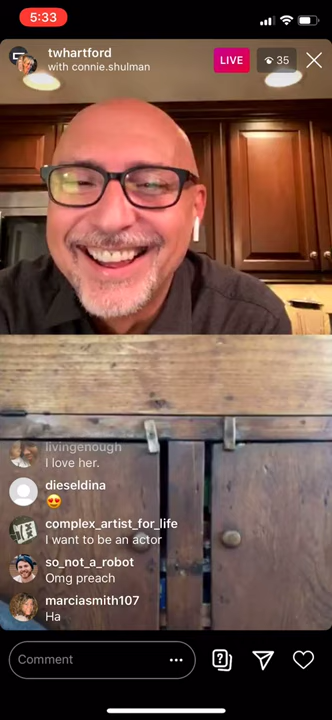 5:33
twhartford
with connie.shulman
LIVE
35
livingenough
I love her.
dieseldina
😍
complex_artist_for_life
I want to be an actor
so_not_a_robot
Omg preach
marciasmith107
Ha
Comment